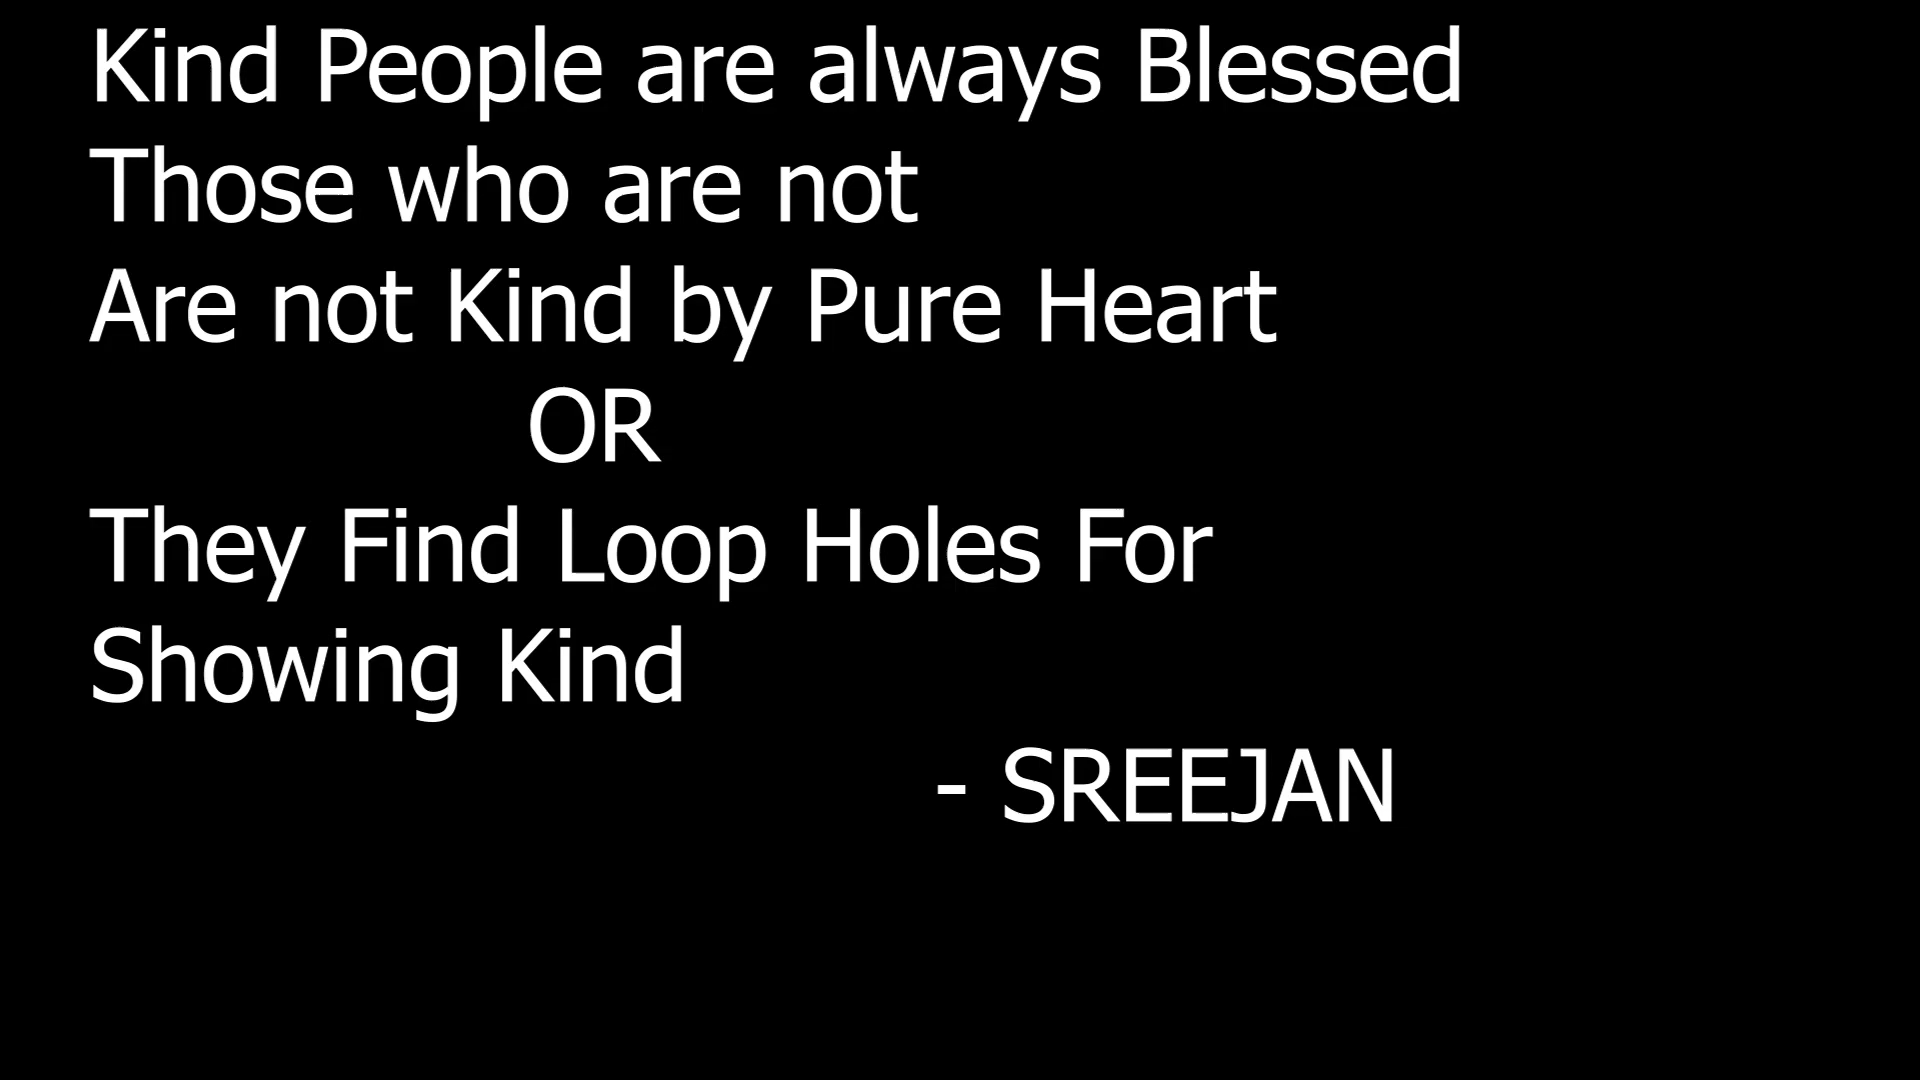 Kind People are always Blessed
Those who are not
Are not Kind by Pure Heart
OR
They Find Loop Holes For
Showing Kind
- SREEJAN